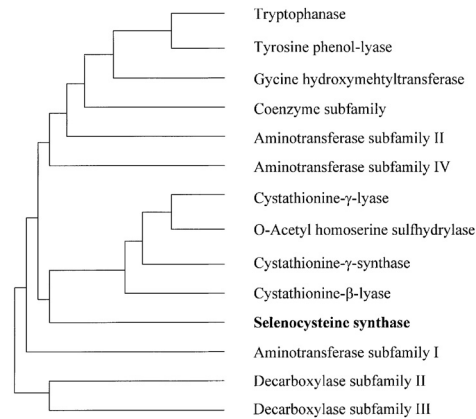 Tryptophanase
Tyrosine phenol-lyase
Gycine hydroxymehtyltransferase
Coenzyme subfamily
Aminotransferase subfamily II
Aminotransferase subfamily IV
Cystathionine-γ-lyase
O-Acetyl homoserine sulfhydrylase
Cystathionine-γ-synthase
Cystathionine-β-lyase
Selenocysteine synthase
Aminotransferase subfamily I
Decarboxylase subfamily II
Decarboxylase subfamily III